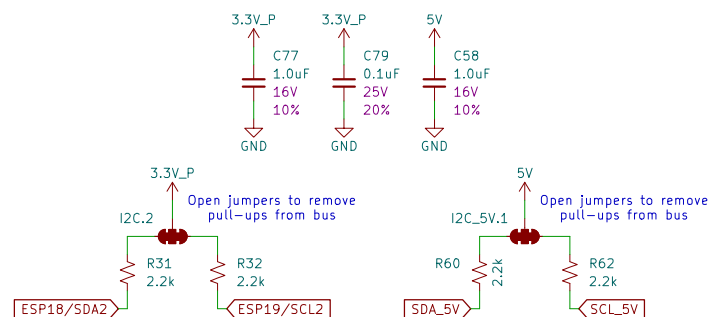 3.3V_P 3.3V_P 5V
C77 C79 C58
1.0uF 0.1uF 1.0uF
16V 25V 16V
10% 20% 10%
GND GND GND
3.3V_P 5V
Open jumpers to remove Open jumpers to remove
pull-ups from bus pull-ups from bus
I2C.2 I2C_5V.1
R31 R32 R60 R62
2.2k 2.2k 2.2k 2.2k
ESP18/SDA2 ESP19/SCL2 SDA_5V SCL_5V